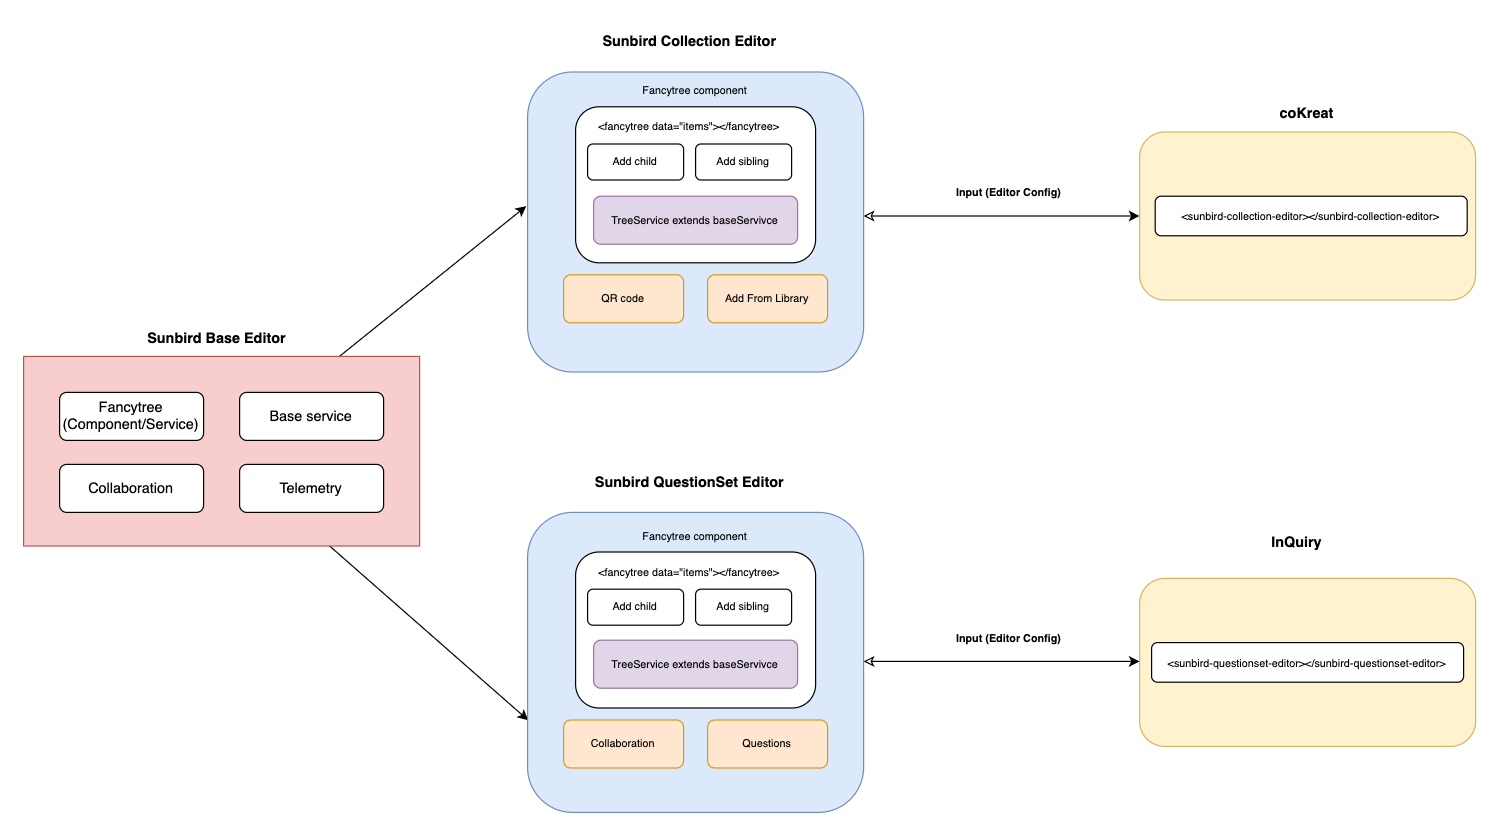 Sunbird Collection Editor
Fancytree component
<fancytree data="items"></fancytree>
Add child
Add sibling
TreeService extends baseServivce
QR code
Add From Library
Input (Editor Config)
coKreat
<sunbird-collection-editor></sunbird-collection-editor>
Sunbird Base Editor
Fancytree
(Component/Service)
Base service
Collaboration
Telemetry
Sunbird QuestionSet Editor
Fancytree component
<fancytree data="items"></fancytree>
Add child
Add sibling
TreeService extends baseServivce
Collaboration
Questions
Input (Editor Config)
InQuiry
<sunbird-questionset-editor></sunbird-questionset-editor>